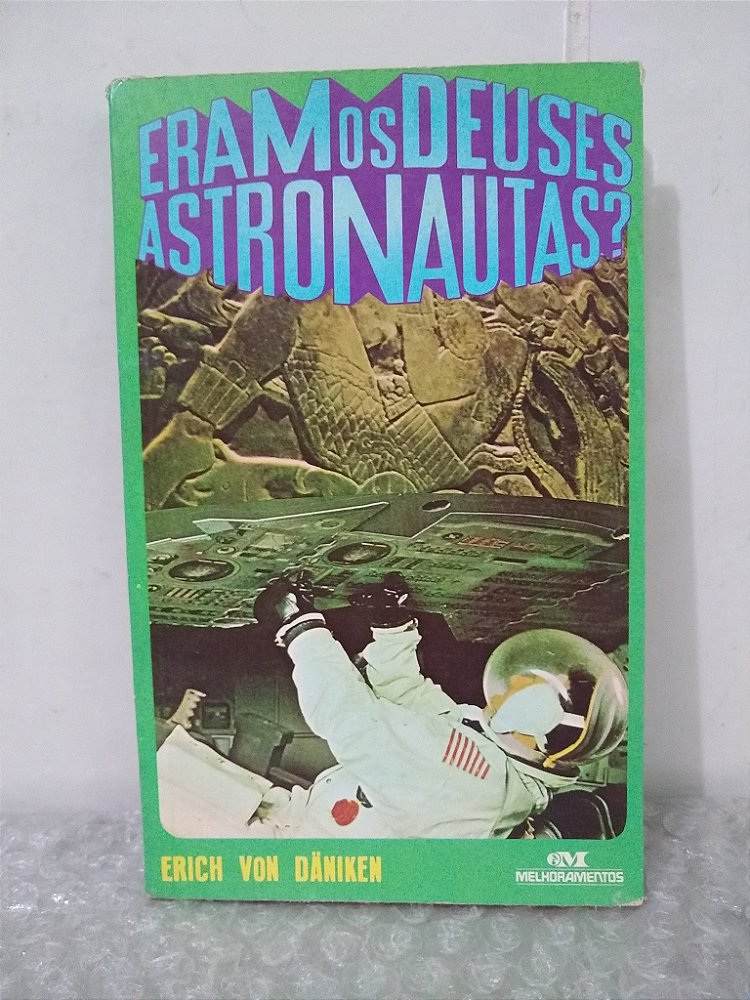 ERAM OS DEUSES
ASTRONAUTAS?
ERICH VON DÄNIKEN
MELHORAMENTOS